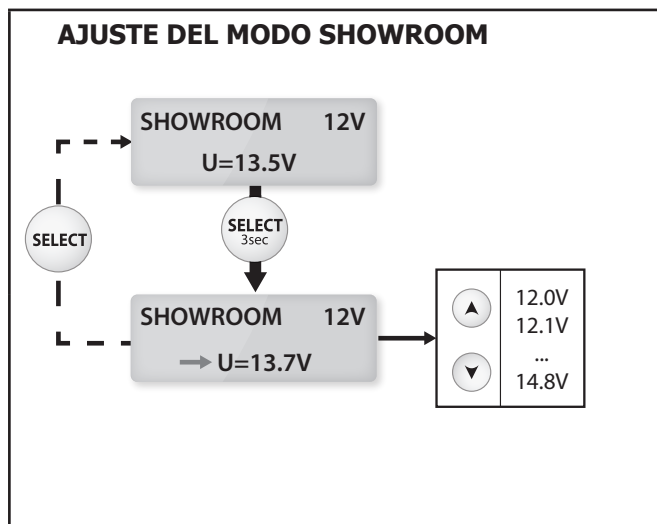 AJUSTE DEL MODO SHOWROOM
SHOWROOM 12V
U=13.5V
SELECT
SELECT
3sec
SHOWROOM 12V
U=13.7V
12.0V
12.1V
...
14.8V